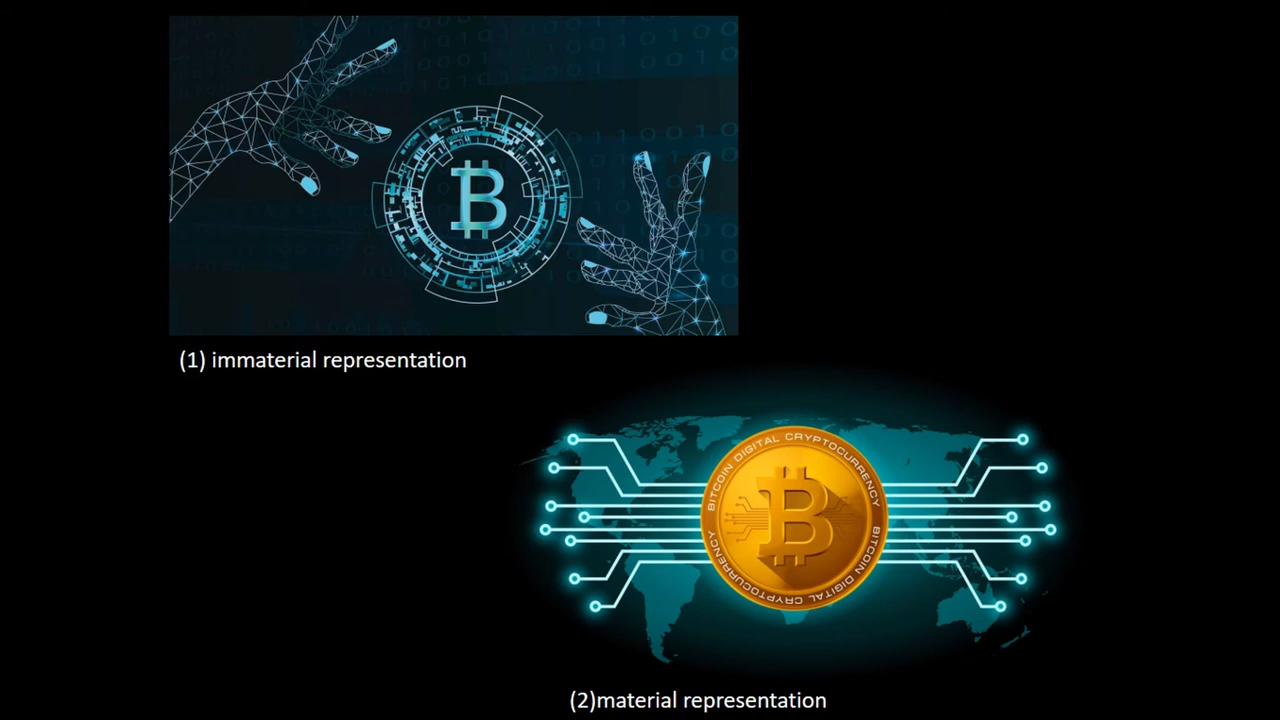 (1) immaterial representation
BITCOIN DIGITAL CRYPTOCURRENCY
BITCOIN DIGITAL CRYPTOCURRENCY
(2)material representation